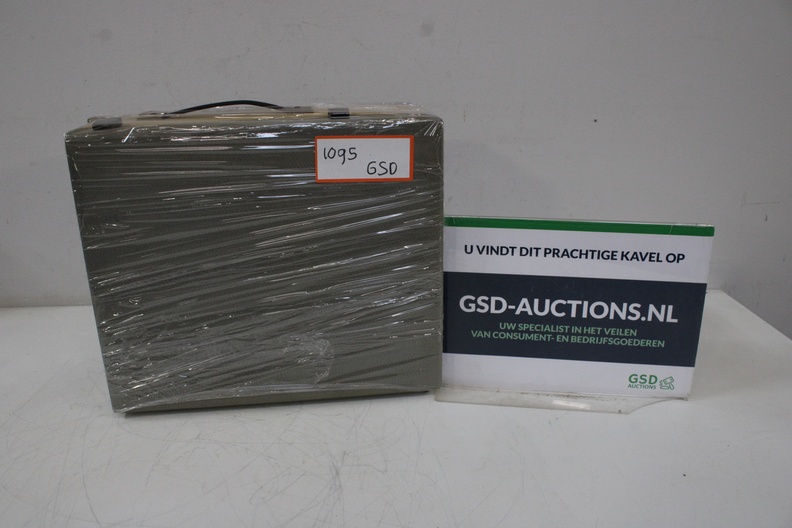 1095
GSD
U VINDT DIT PRACHTIGE KAVEL OP
GSD-AUCTIONS.NL
UW SPECIALIST IN HET VEILEN
VAN CONSUMENT- EN BEDRIJFSGOEDEREN
GSD
AUCTIONS